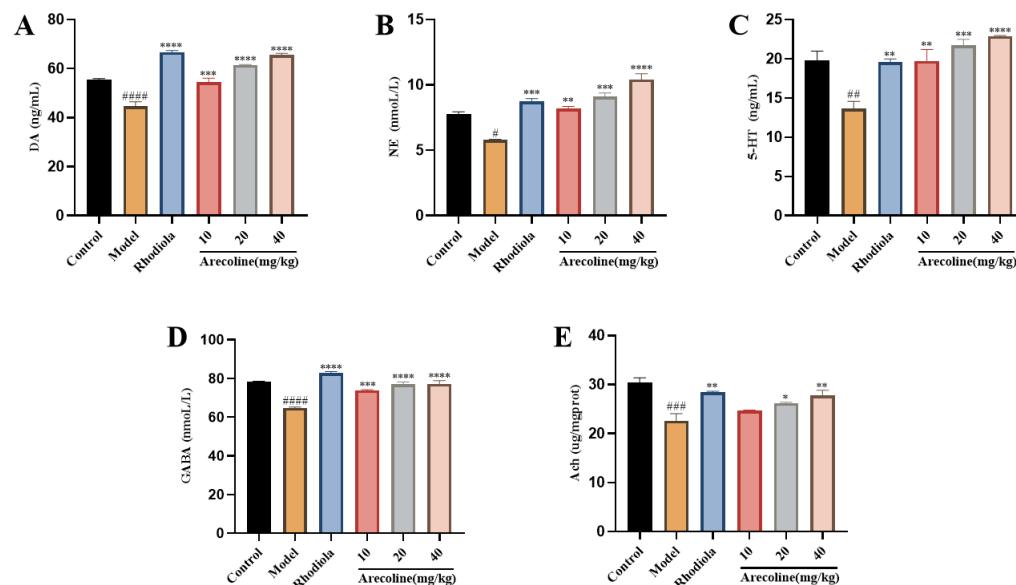 A
DA (ng/mL)
80
60
40
20
0
####
****
***
****
****
Control
Model
Rhodiola
10
20
40
Arecoline(mg/kg)
B
NE (nmoL/L)
15
10
5
0
#
***
**
***
****
Control
Model
Rhodiola
10
20
40
Arecoline(mg/kg)
C
5-HT (ng/mL)
25
20
15
10
5
0
##
**
**
***
****
Control
Model
Rhodiola
10
20
40
Arecoline(mg/kg)
D
GABA (nmoL/L)
100
80
60
40
20
0
####
****
***
****
****
Control
Model
Rhodiola
10
20
40
Arecoline(mg/kg)
E
Ach (ug/mgprot)
40
30
20
10
0
###
**
*
**
Control
Model
Rhodiola
10
20
40
Arecoline(mg/kg)